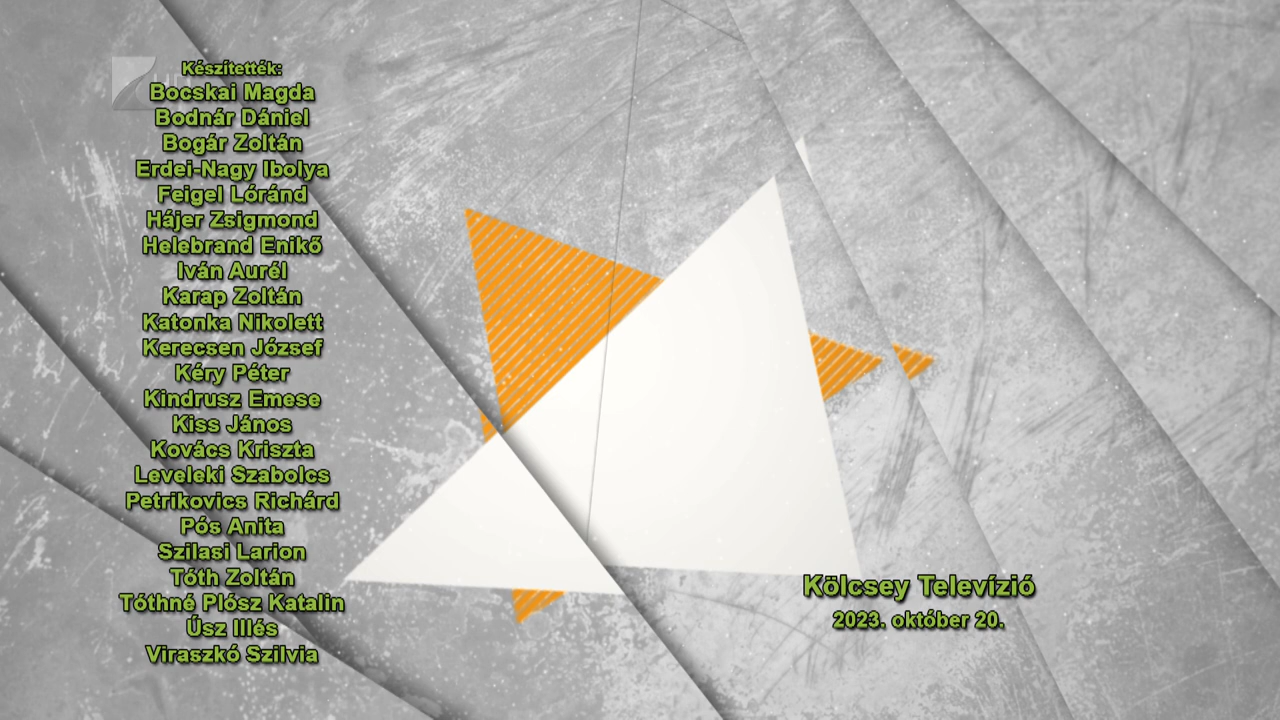 Készítették:
Bocskai Magda
Bodnár Dániel
Bogár Zoltán
Erdei-Nagy Ibolya
Feigel Lóránd
Hájer Zsigmond
Helebrand Enikő
Iván Aurél
Karap Zoltán
Katonka Nikolett
Kerecsen József
Kéry Péter
Kindrusz Emese
Kiss János
Kovács Kriszta
Leveleki Szabolcs
Petrikovics Richárd
Pós Anita
Szilasi Larion
Tóth Zoltán
Tóthné Plósz Katalin
Úsz Illés
Viraszkó Szilvia
Kölcsey Televízió
2023. október 20.